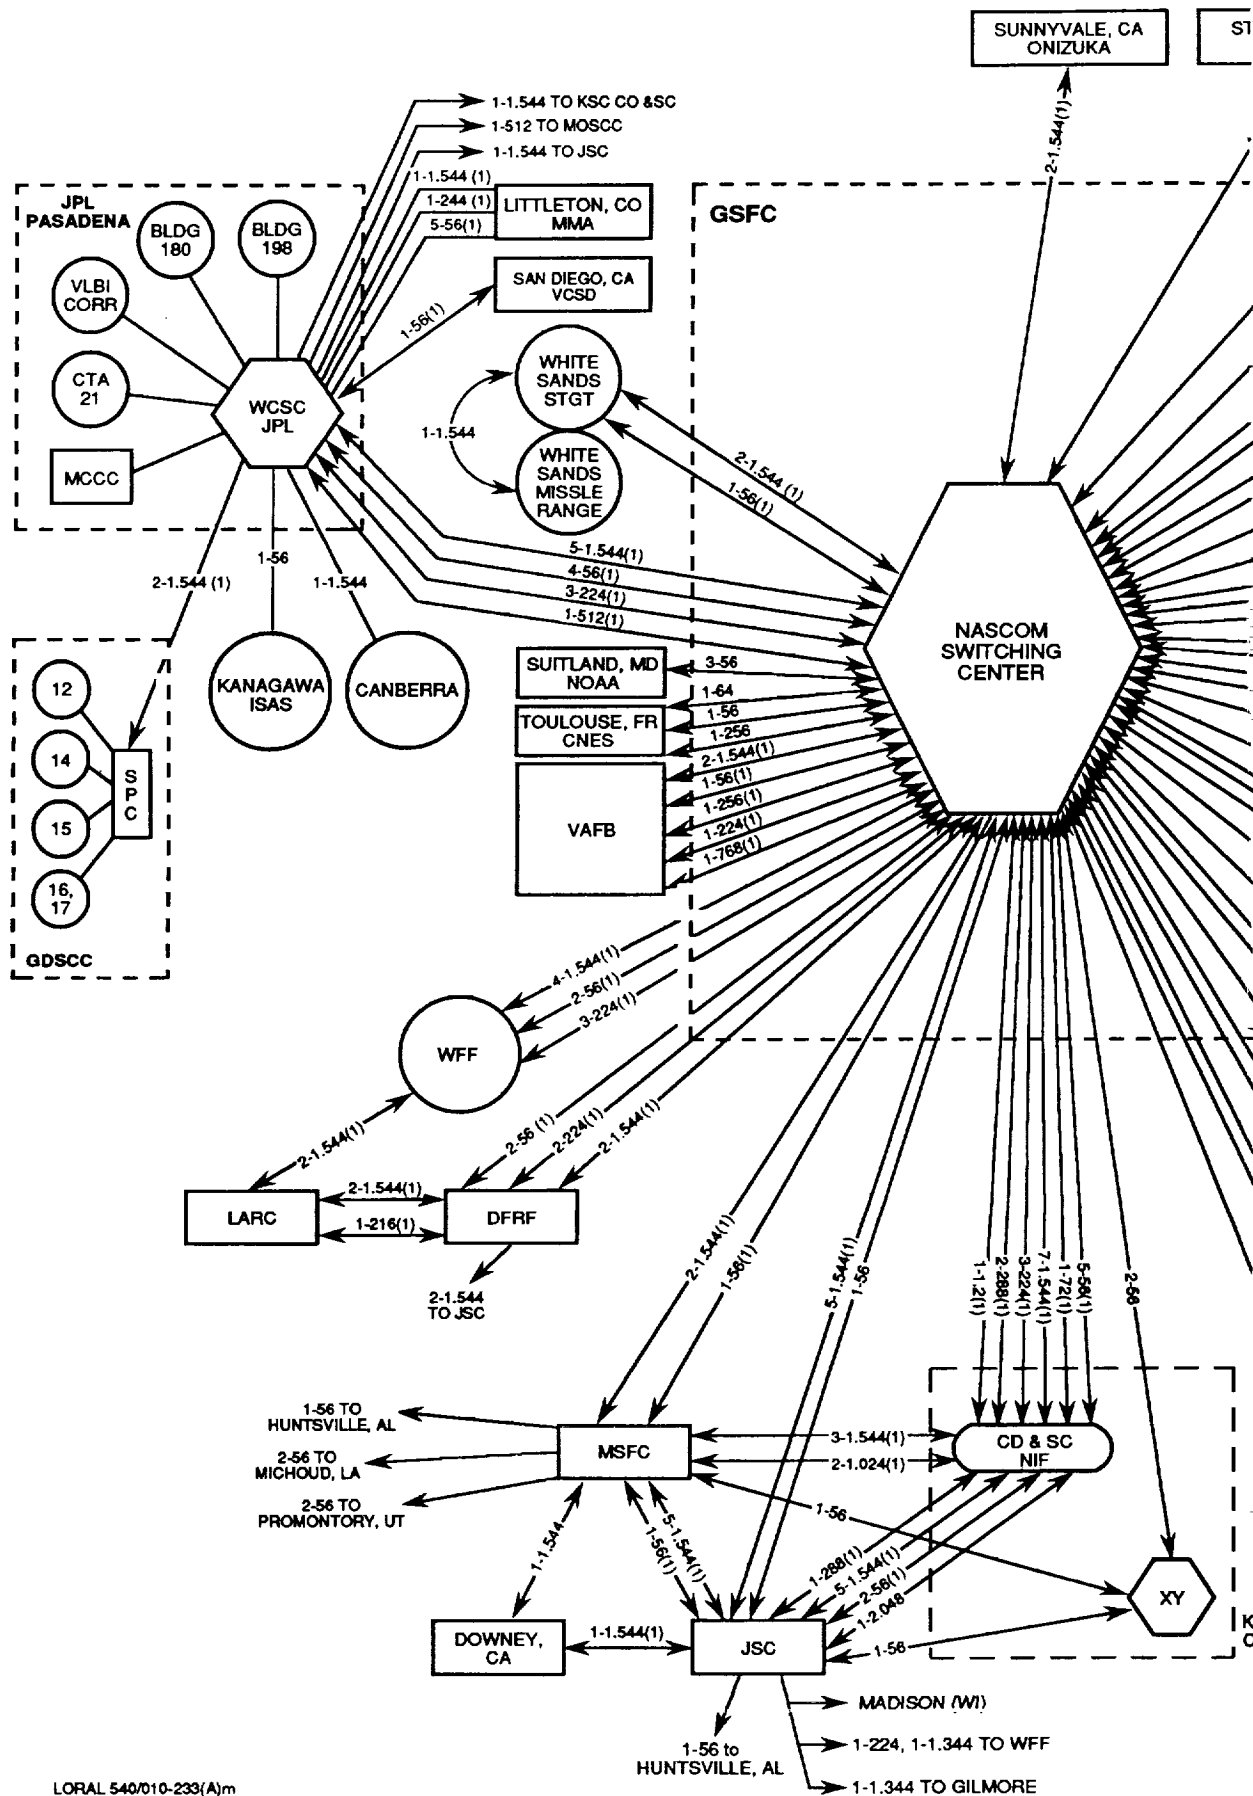 SUNNYVALE, CA
ONIZUKA
2-1.544(1)
1-1.544 TO KSC CO &SC
1-512 TO MOSCC
1-1.544 TO JSC
1-1.544 (1)
1-244 (1)
5-56(1)
LITTLETON, CO
MMA
JPL
PASADENA
BLDG
180
BLDG
198
VLBI
CORR
CTA
21
MCCC
WCSC
JPL
SAN DIEGO, CA
VCSD
1-56(1)
WHITE
SANDS
STGT
1-1.544
WHITE
SANDS
MISSLE
RANGE
GSFC
2-1.544 (1)
1-56(1)
5-1.544(1)
4-56(1)
3-224(1)
1-512(1)
NASCOM
SWITCHING
CENTER
2-1.544 (1)
1-56
1-1.544
KANAGAWA
ISAS
CANBERRA
12
14
15
16,
17
SPC
GDSCC
SUITLAND, MD
NOAA
3-56
TOULOUSE, FR
CNES
1-64
1-56
1-256
VAFB
2-1.544(1)
1-56(1)
1-256(1)
1-224(1)
1-768(1)
4-1.544(1)
2-56(1)
3-224(1)
WFF
2-1.544(1)
2-56 (1)
2-224(1)
2-1.544(1)
LARC
2-1.544(1)
1-216(1)
DFRF
2-1.544
TO JSC
2-1.544(1)
1-56(1)
5-1.544(1)
1-56
1-1.2(1)
2-288(1)
3-224(1)
7-1.544(1)
1-72(1)
5-56(1)
2-56
1-56 TO
HUNTSVILLE, AL
2-56 TO
MICHOUD, LA
2-56 TO
PROMONTORY, UT
MSFC
3-1.544(1)
2-1.024(1)
CD & SC
NIF
1-56
1-1.544
1-56(1)
5-1.544(1)
1-288(1)
5-1.544(1)
2-56(1)
1-2.048
1-56
XY
DOWNEY,
CA
1-1.544(1)
JSC
1-56 to
HUNTSVILLE, AL
MADISON (WI)
1-224, 1-1.344 TO WFF
1-1.344 TO GILMORE
LORAL 540/010-233(A)m